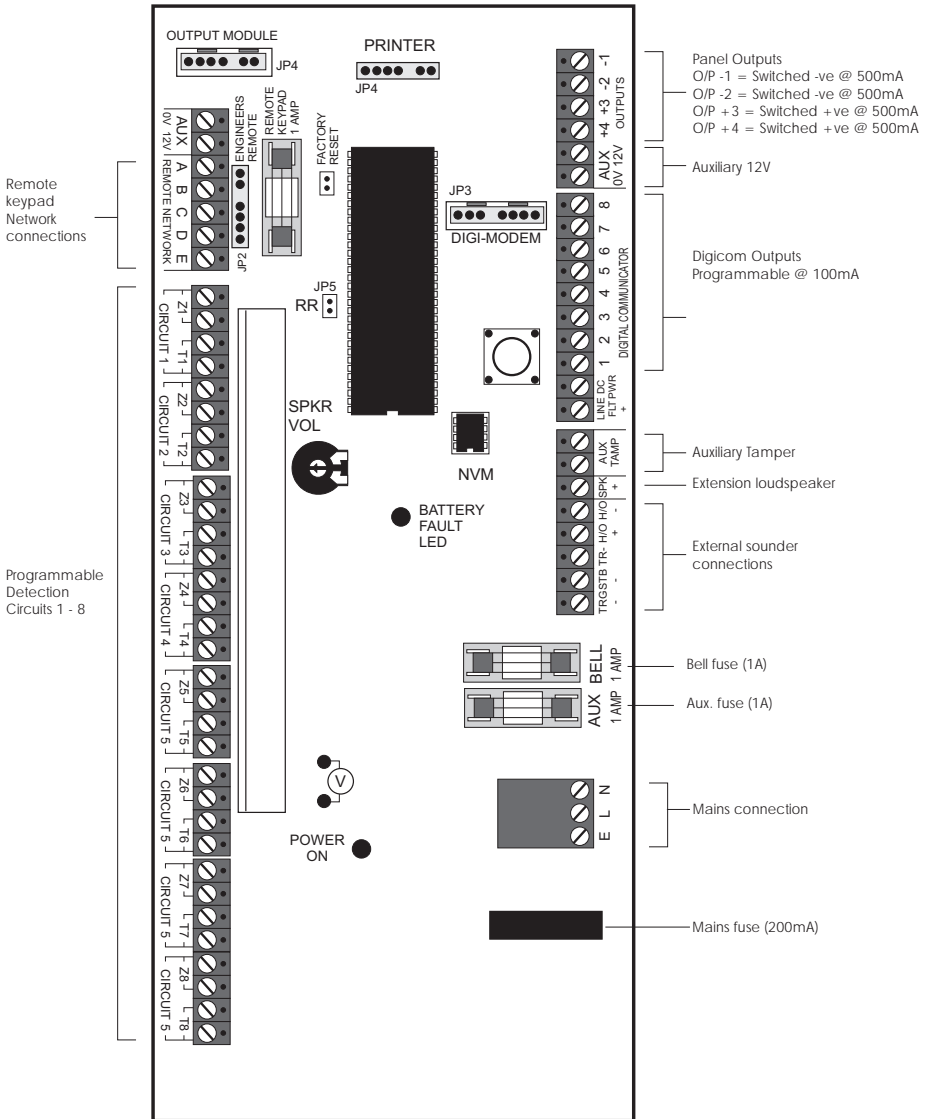 OUTPUT MODULE
JP4
PRINTER
JP4
AUX
0V 12V
REMOTE NETWORK
A
B
C
D
E
ENGINEERS
REMOTE
JP2
REMOTE
KEYPAD
1 AMP
FACTORY
RESET
JP3
DIGI-MODEM
JP5
RR
SPKR
VOL
NVM
BATTERY
FAULT
LED
V
POWER
ON
Remote
keypad
Network
connections
Programmable
Detection
Circuits 1 - 8
Z1
T1
CIRCUIT 1
Z2
T2
CIRCUIT 2
Z3
T3
CIRCUIT 3
Z4
T4
CIRCUIT 4
Z5
T5
CIRCUIT 5
Z6
T6
CIRCUIT 5
Z7
T7
CIRCUIT 5
Z8
T8
CIRCUIT 5
+4 +3 -2 -1
OUTPUTS
AUX
0V 12V
1 2 3 4 5 6 7 8
DIGITAL COMMUNICATOR
LINE DC
FLT PWR
+
AUX
TAMP
TRG STB TR- H/O H/O SPK
- - + - +
BELL
1 AMP
AUX
1 AMP
E L N
Panel Outputs
O/P -1 = Switched -ve @ 500mA
O/P -2 = Switched -ve @ 500mA
O/P +3 = Switched +ve @ 500mA
O/P +4 = Switched +ve @ 500mA
Auxiliary 12V
Digicom Outputs
Programmable @ 100mA
Auxiliary Tamper
Extension loudspeaker
External sounder
connections
Bell fuse (1A)
Aux. fuse (1A)
Mains connection
Mains fuse (200mA)